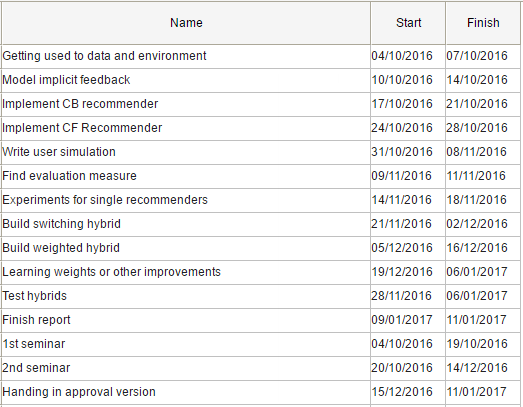 Name Start Finish
Getting used to data and environment 04/10/2016 07/10/2016
Model implicit feedback 10/10/2016 14/10/2016
Implement CB recommender 17/10/2016 21/10/2016
Implement CF Recommender 24/10/2016 28/10/2016
Write user simulation 31/10/2016 08/11/2016
Find evaluation measure 09/11/2016 11/11/2016
Experiments for single recommenders 14/11/2016 18/11/2016
Build switching hybrid 21/11/2016 02/12/2016
Build weighted hybrid 05/12/2016 16/12/2016
Learning weights or other improvements 19/12/2016 06/01/2017
Test hybrids 28/11/2016 06/01/2017
Finish report 09/01/2017 11/01/2017
1st seminar 04/10/2016 19/10/2016
2nd seminar 20/10/2016 14/12/2016
Handing in approval version 15/12/2016 11/01/2017